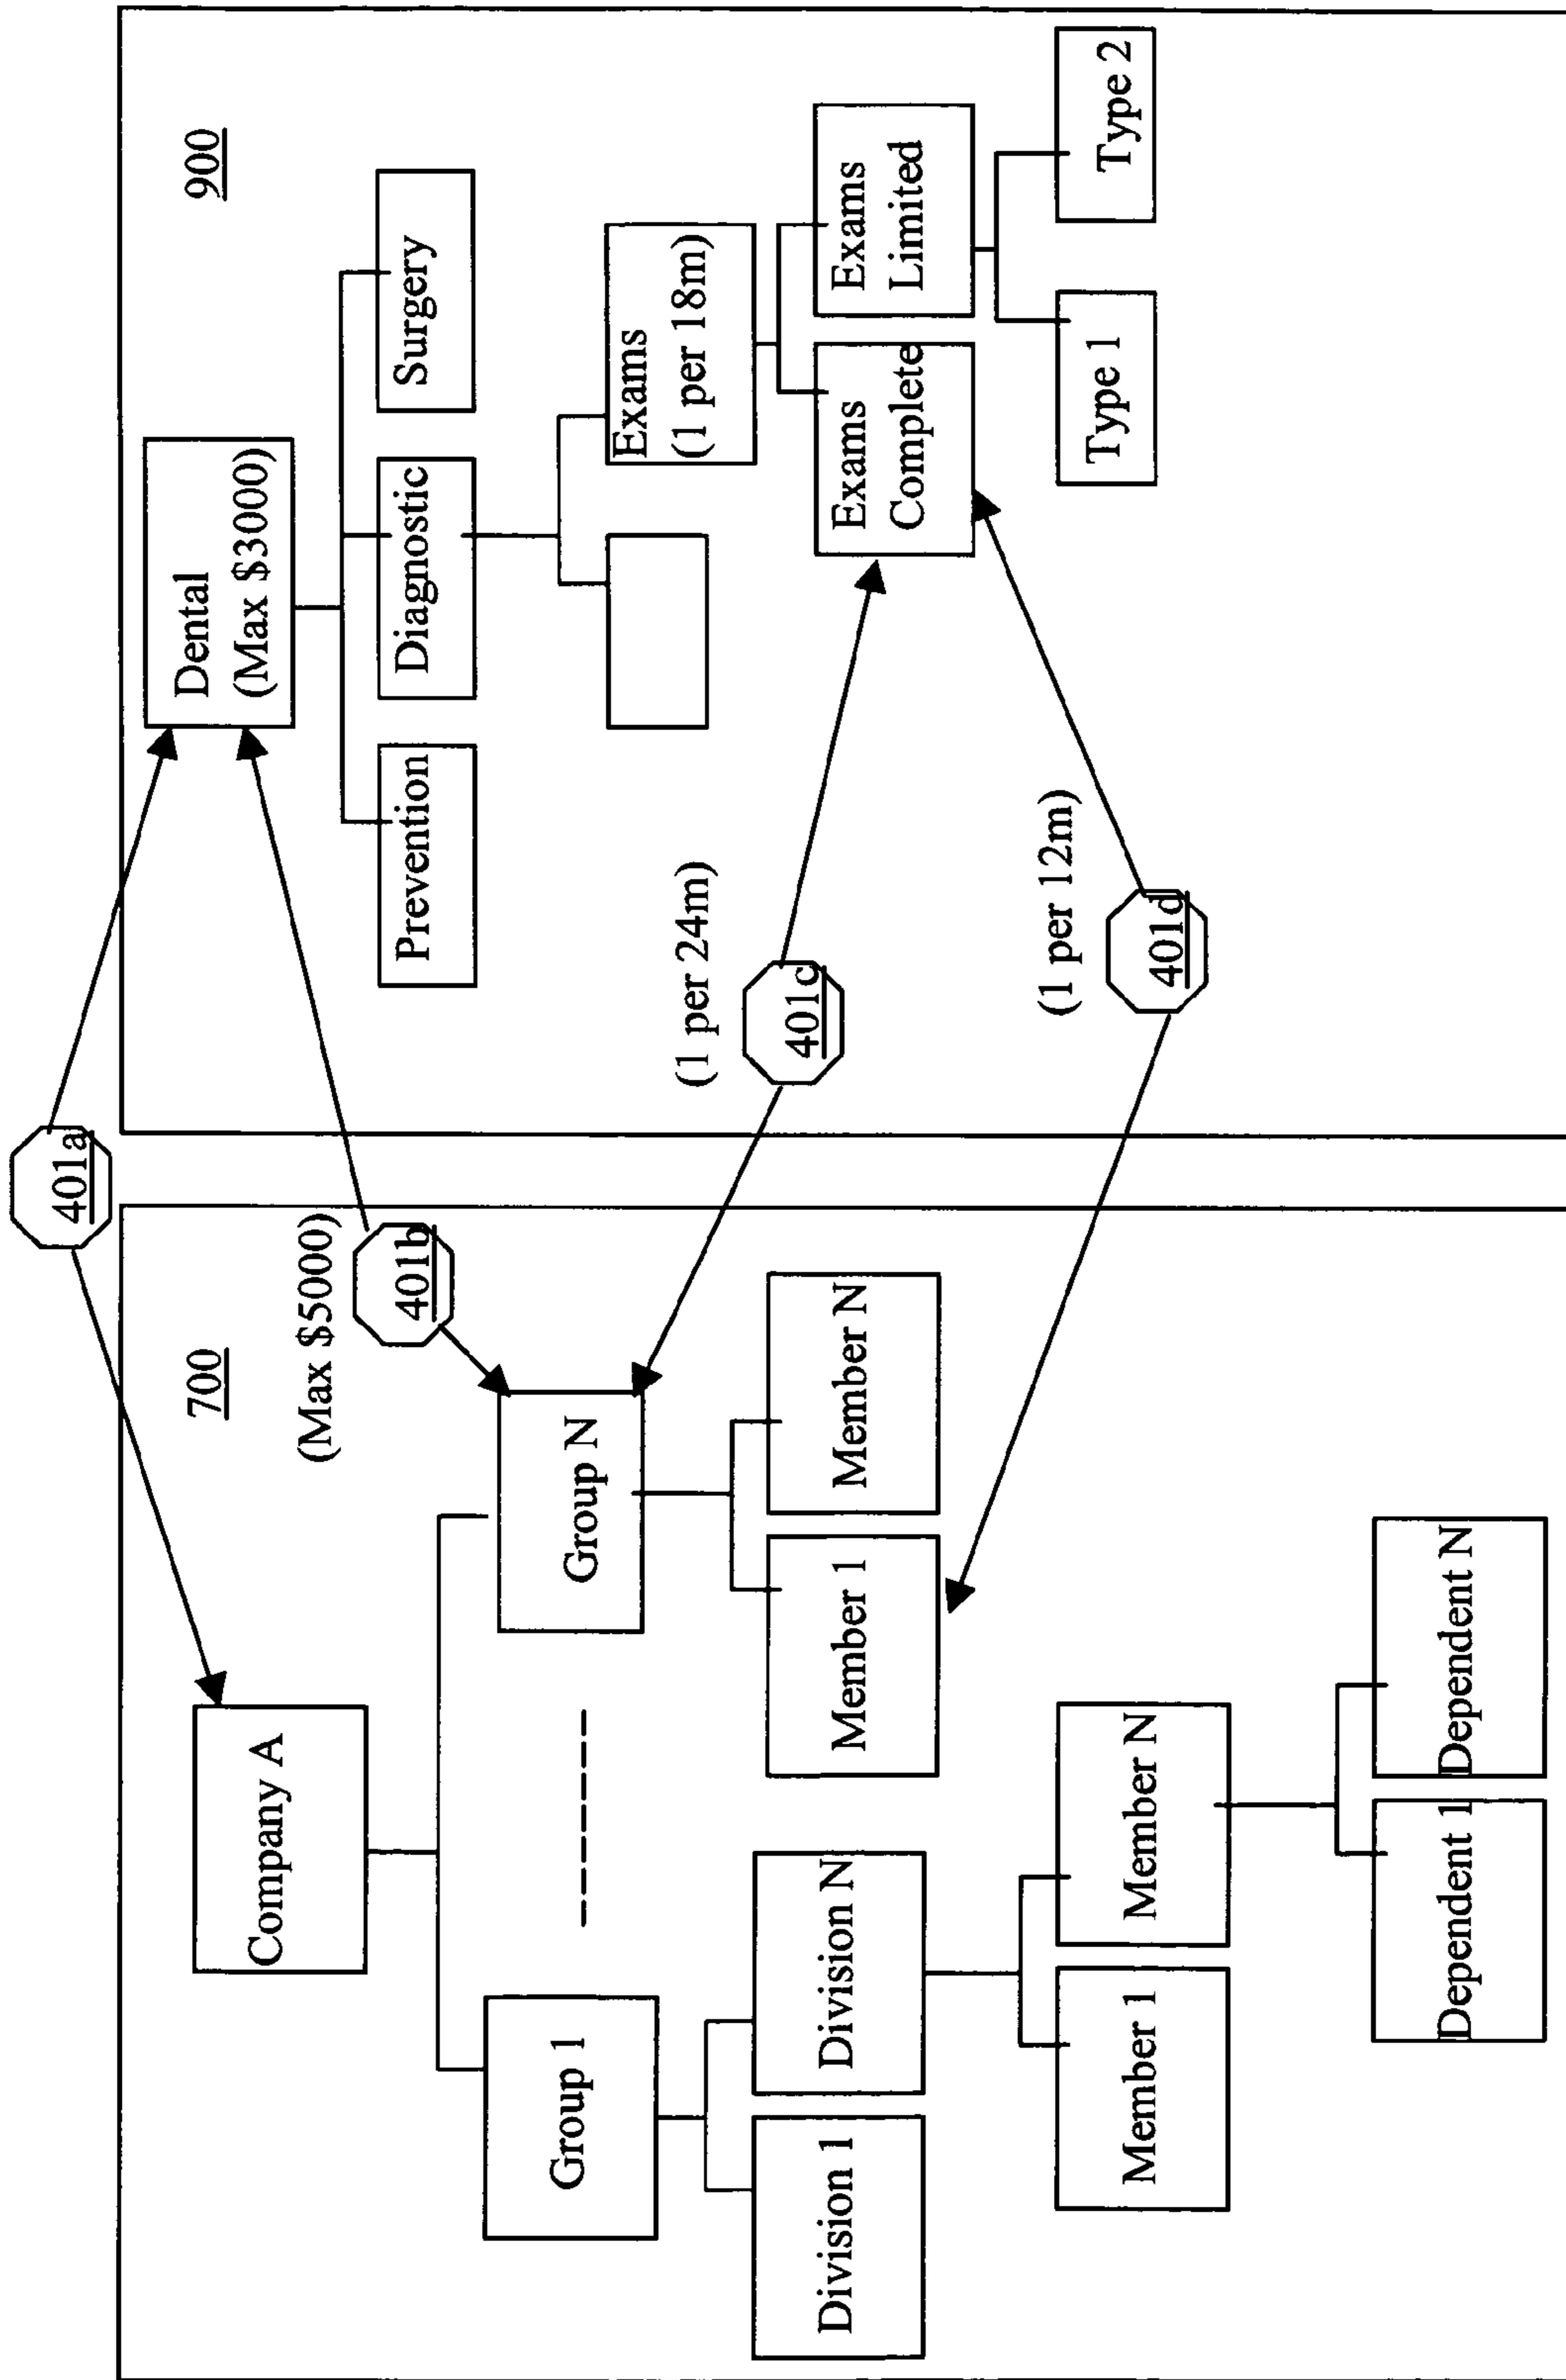 401a
700
900
Company A
(Max $5000)
401b
Group 1
Group N
Division 1
Division N
Member 1
Member N
Member 1
Member N
Dependent 1
Dependent N
Dental
(Max $3000)
Prevention
Diagnostic
Surgery
Exams
(1 per 18m)
(1 per 24m)
401c
Exams
Complete
Exams
Limited
(1 per 12m)
401d
Type 1
Type 2